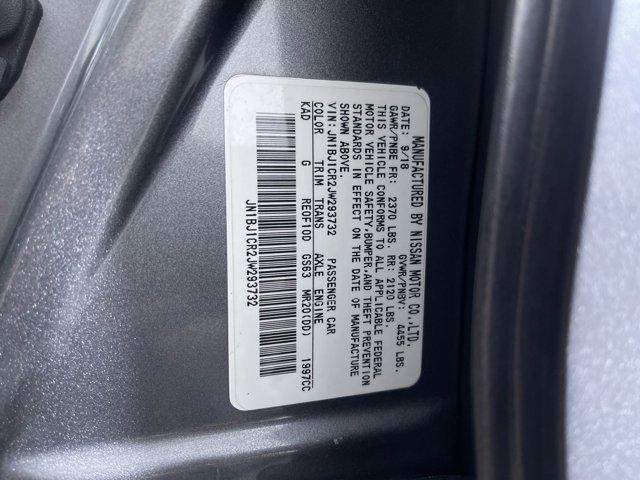 MANUFACTURED BY NISSAN MOTOR CO.,LTD.
DATE: 9/18 GVWR/PNBV: 4455 LBS.
GAWR/PNBE FR: 2370 LBS. RR: 2120 LBS.
THIS VEHICLE CONFORMS TO ALL APPLICABLE FEDERAL
MOTOR VEHICLE SAFETY,BUMPER,AND THEFT PREVENTION
STANDARDS IN EFFECT ON THE DATE OF MANUFACTURE
SHOWN ABOVE.
VIN:JN1BJ1CR2JW293732 PASSENGER CAR
COLOR TRIM TRANS AXLE ENGINE
KAD G RE0F10D GS63 MR20(DD) 1997CC
JN1BJ1CR2JW293732